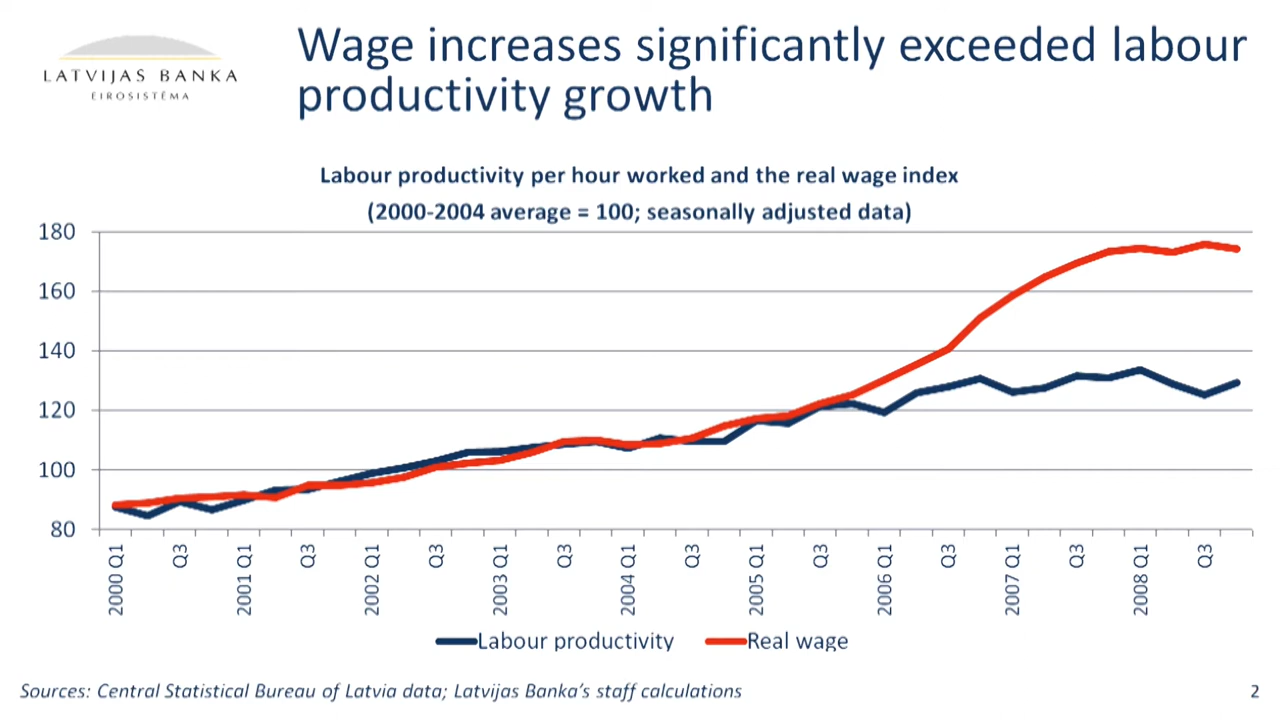 LATVIJAS BANKA
EIROSISTĒMA
Wage increases significantly exceeded labour
productivity growth
Labour productivity per hour worked and the real wage index
(2000-2004 average = 100; seasonally adjusted data)
180
160
140
120
100
80
2000 Q1
Q3
2001 Q1
Q3
2002 Q1
Q3
2003 Q1
Q3
2004 Q1
Q3
2005 Q1
Q3
2006 Q1
Q3
2007 Q1
Q3
2008 Q1
Q3
Labour productivity Real wage
Sources: Central Statistical Bureau of Latvia data; Latvijas Banka's staff calculations
2